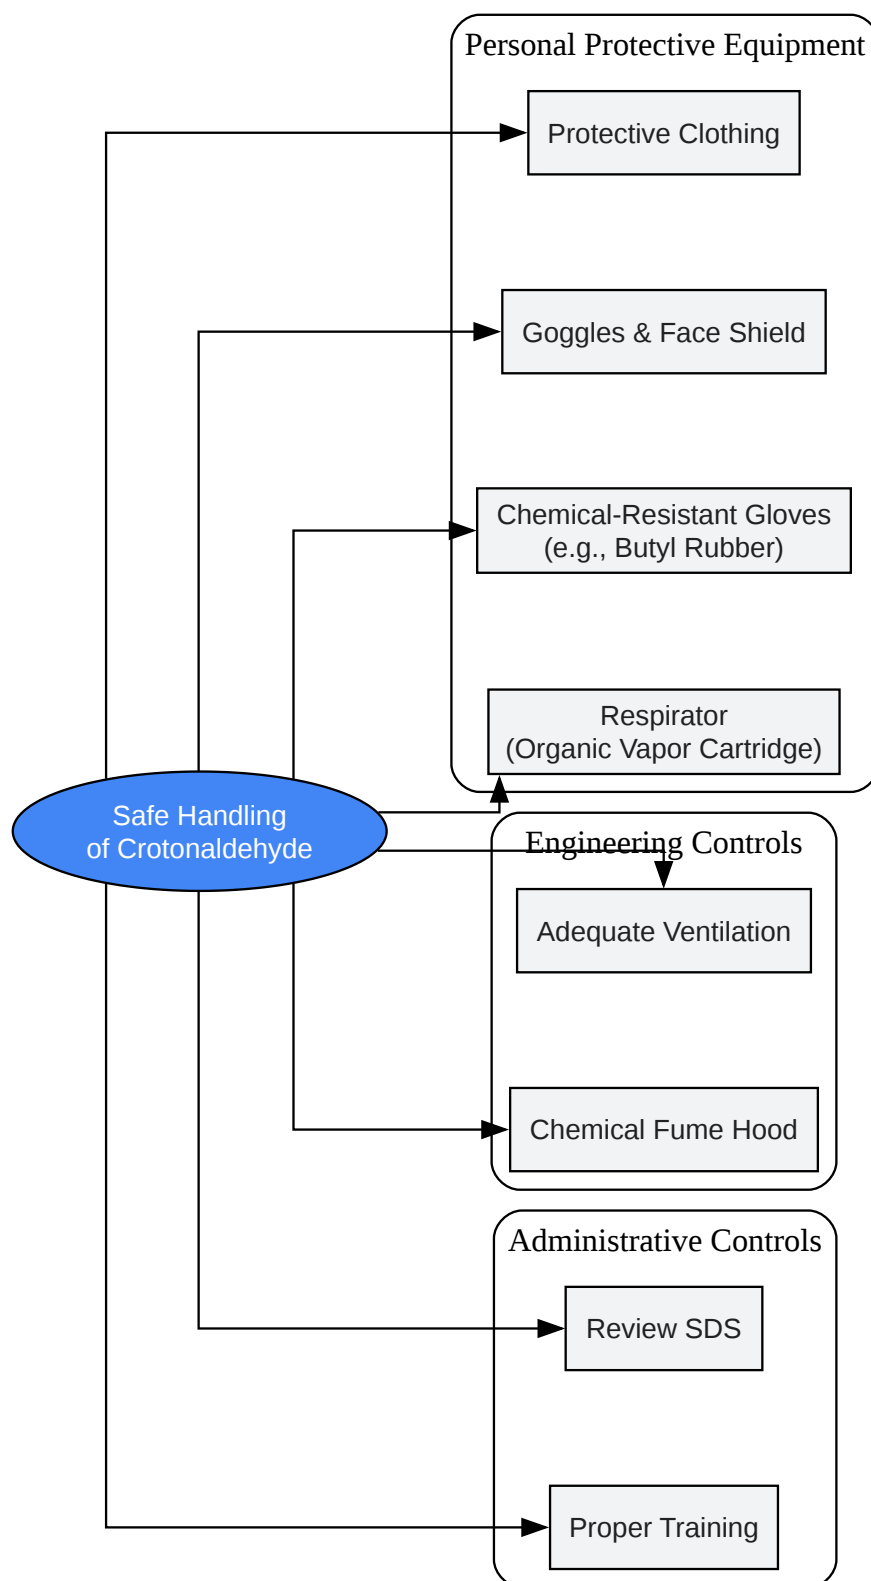 Personal Protective Equipment
Protective Clothing
Goggles & Face Shield
Chemical-Resistant Gloves
(e.g., Butyl Rubber)
Respirator
(Organic Vapor Cartridge)
Safe Handling
of Crotonaldehyde
Engineering Controls
Adequate Ventilation
Chemical Fume Hood
Administrative Controls
Review SDS
Proper Training